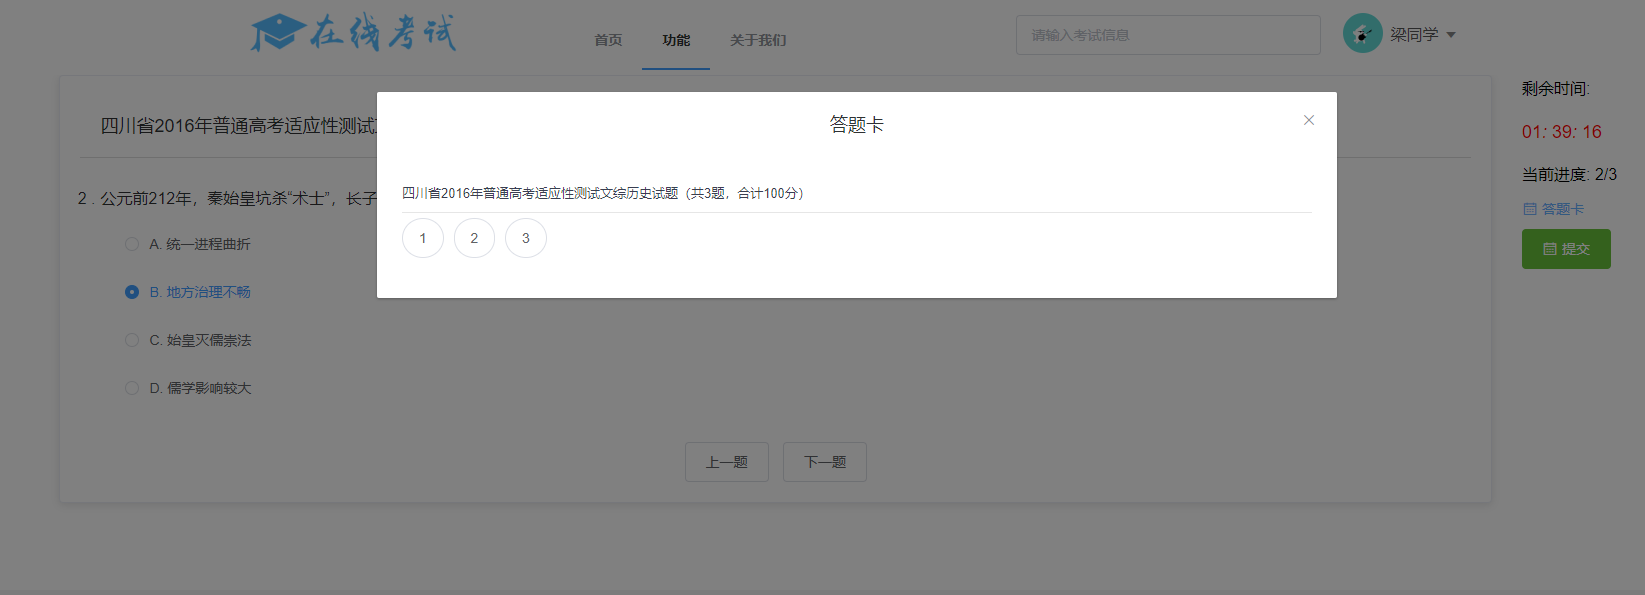 在线考试
首页 功能 关于我们
请输入考试信息
梁同学
四川省2016年普通高考适应性测试
2 . 公元前212年，秦始皇坑杀“术士”，长子
A. 统一进程曲折
B. 地方治理不畅
C. 始皇灭儒崇法
D. 儒学影响较大
上一题 下一题
答题卡
四川省2016年普通高考适应性测试文综历史试题（共3题，合计100分）
1 2 3
剩余时间:
01: 39: 16
当前进度: 2/3
答题卡
提交